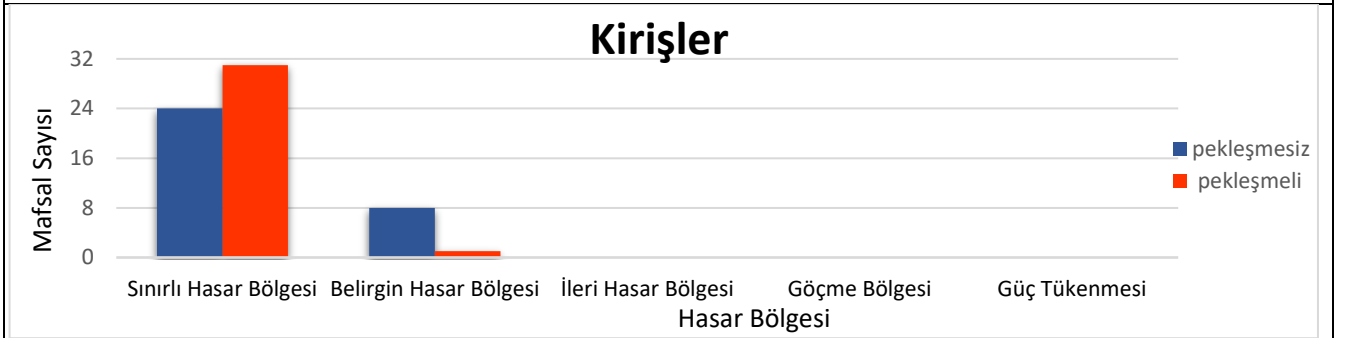 Kirişler
32
24
16
8
0
Mafsal Sayısı
Sınırlı Hasar Bölgesi Belirgin Hasar Bölgesi İleri Hasar Bölgesi Göçme Bölgesi Güç Tükenmesi
Hasar Bölgesi
pekleşmesiz
pekleşmeli